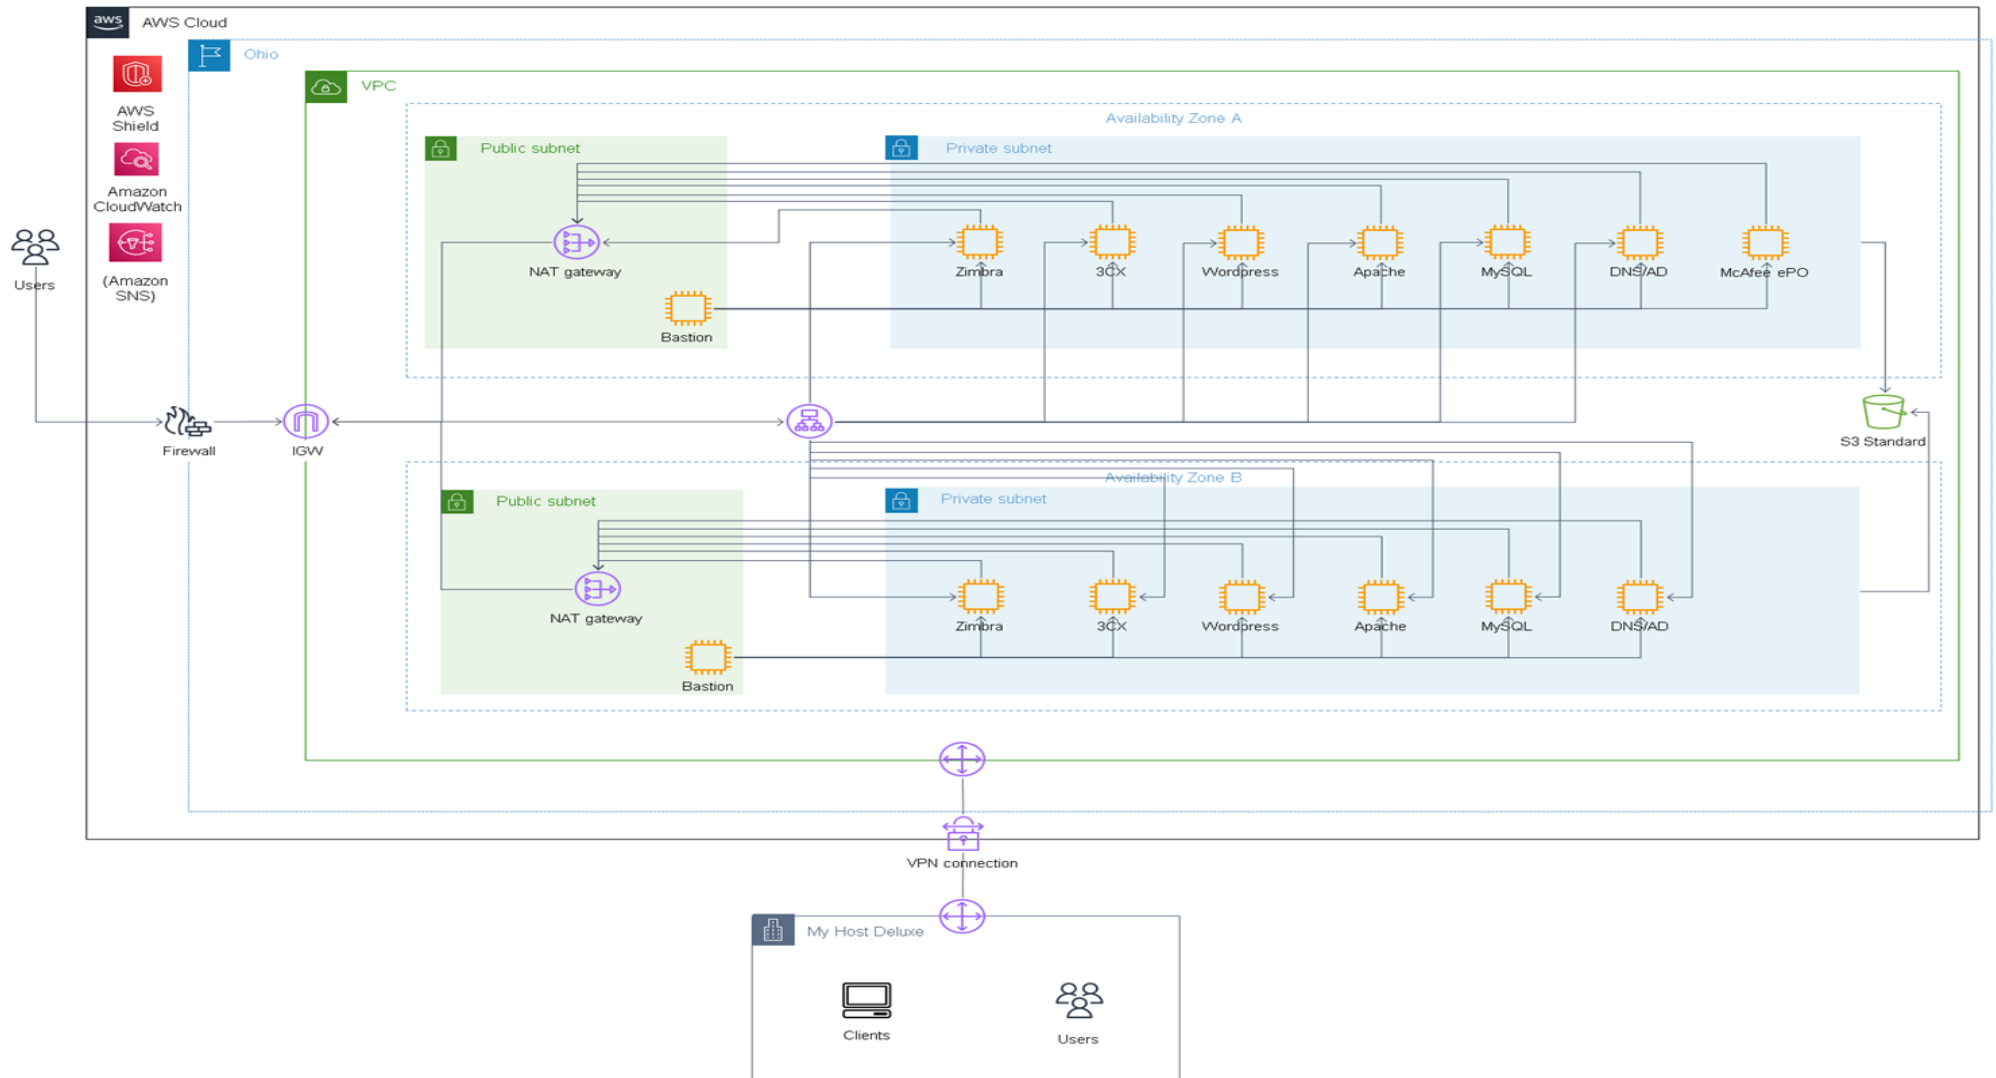 aws
AWS Cloud
Ohio
VPC
AWS
Shield
Amazon
CloudWatch
(Amazon
SNS)
Users
Firewall
IGW
Availability Zone A
Public subnet
Private subnet
NAT gateway
Bastion
Zimbra
3CX
Wordpress
Apache
MySQL
DNS/AD
McAfee ePO
S3 Standard
Availability Zone B
Public subnet
Private subnet
NAT gateway
Bastion
Zimbra
3CX
Wordpress
Apache
MySQL
DNS/AD
VPN connection
My Host Deluxe
Clients
Users